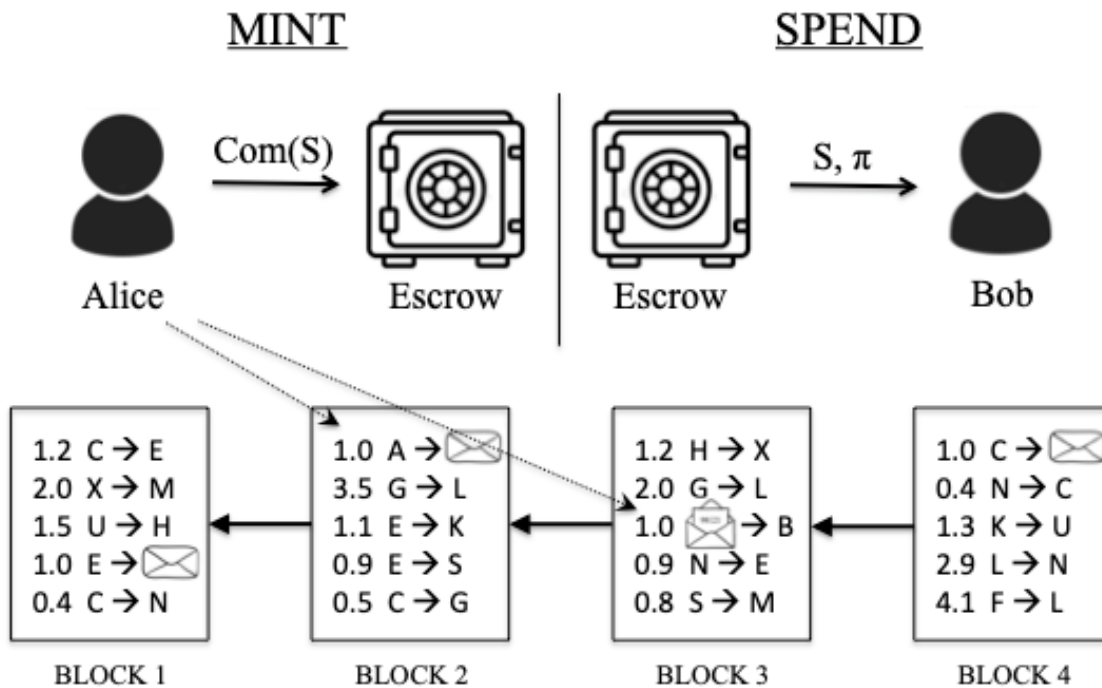 MINT
SPEND
Com(S)
S, π
Alice
Escrow
Escrow
Bob
1.2 C → E
2.0 X → M
1.5 U → H
1.0 E →
0.4 C → N
BLOCK 1
1.0 A →
3.5 G → L
1.1 E → K
0.9 E → S
0.5 C → G
BLOCK 2
1.2 H → X
2.0 G → L
1.0 → B
0.9 N → E
0.8 S → M
BLOCK 3
1.0 C →
0.4 N → C
1.3 K → U
2.9 L → N
4.1 F → L
BLOCK 4